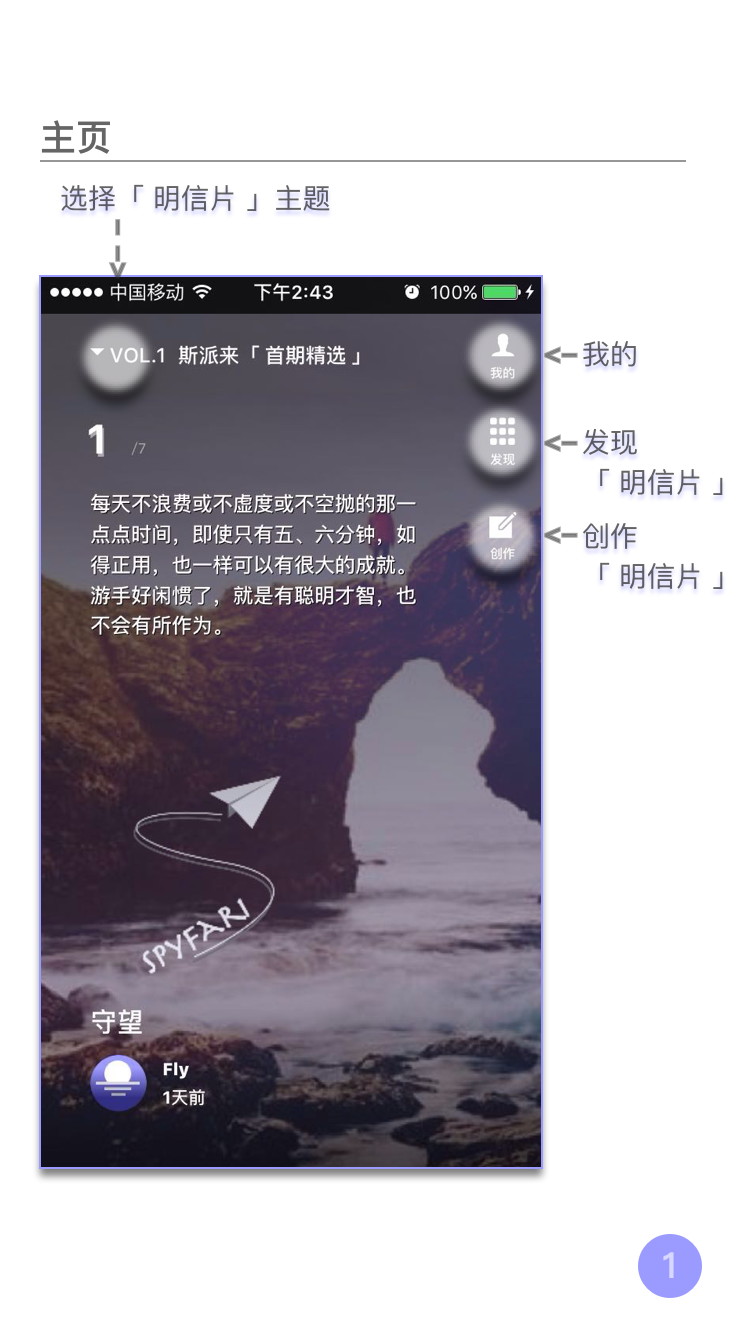 主页
选择「 明信片 」主题
中国移动 下午2:43 100%
VOL.1 斯派来「 首期精选 」
我的
我的
1 /7
发现
发现
「 明信片 」
每天不浪费或不虚度或不空抛的那一
点点时间，即使只有五、六分钟，如
得正用，也一样可以有很大的成就。
游手好闲惯了，就是有聪明才智，也
不会有所作为。
创作
创作
「 明信片 」
SPYFARI
守望
Fly
1天前
1